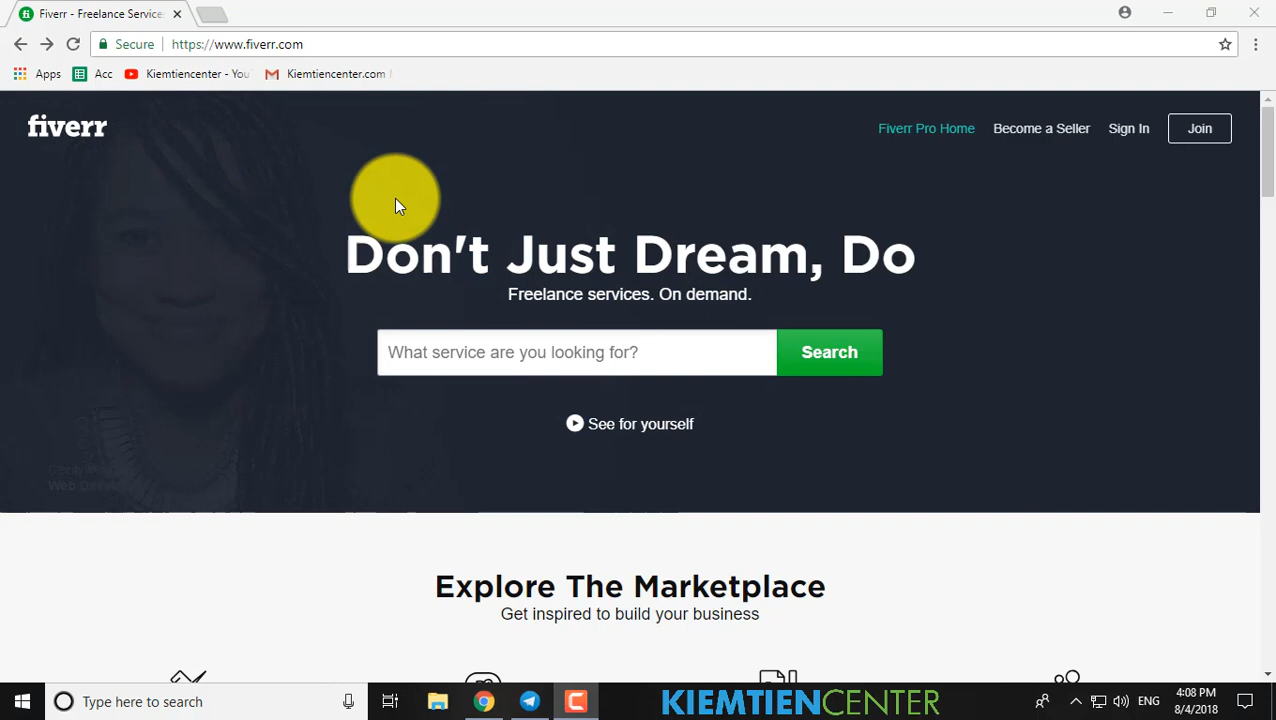 Fiverr - Freelance Service
Secure https://www.fiverr.com
Apps Acc Kiemtiencenter - You Kiemtiencenter.com
fiverr Fiverr Pro Home Become a Seller Sign In Join
Don't Just Dream, Do
Freelance services. On demand.
What service are you looking for? Search
See for yourself
Explore The Marketplace
Get inspired to build your business
Type here to search KIEMTIENCENTER ENG 4:08 PM
8/4/2018